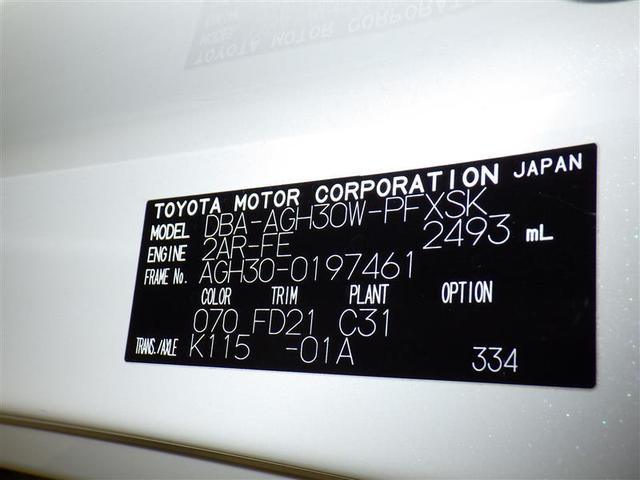 TOYOTA MOTOR CORPORATION JAPAN
MODEL DBA-AGH30W-PFXSK
ENGINE 2AR-FE 2493 mL
FRAME No. AGH30-0197461
COLOR TRIM PLANT OPTION
070 FD21 C31
TRANS./AXLE K115 -01A 334